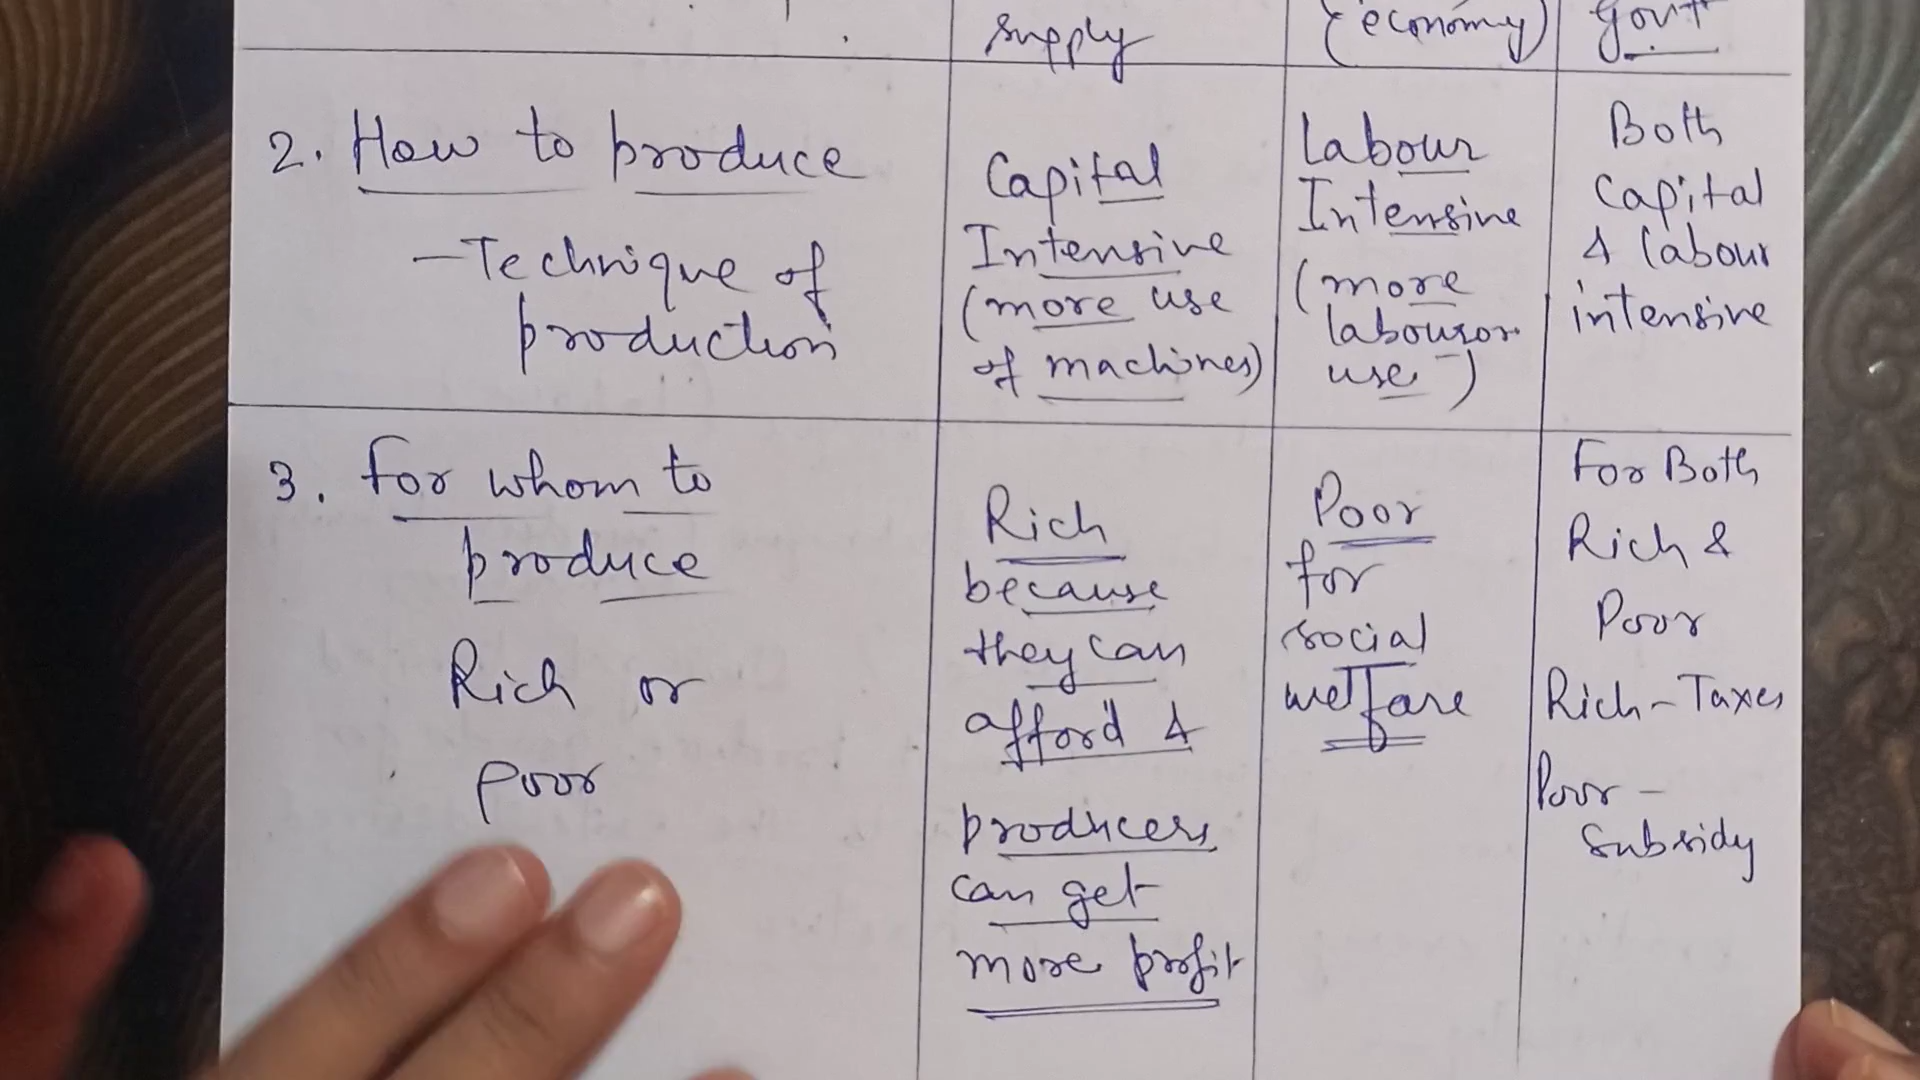 supply
(economy)
govt
2. How to produce
- Technique of
production
Capital
Intensive
(more use
of machines)
Labour
Intensive
(more
labouror
use)
Both
Capital
& labour
intensive
3. for whom to
produce
Rich or
poor
Rich
because
they can
afford &
producers
can get
more profit
Poor
for
social
welfare
For Both
Rich &
Poor
Rich - Taxes
Poor -
Subsidy